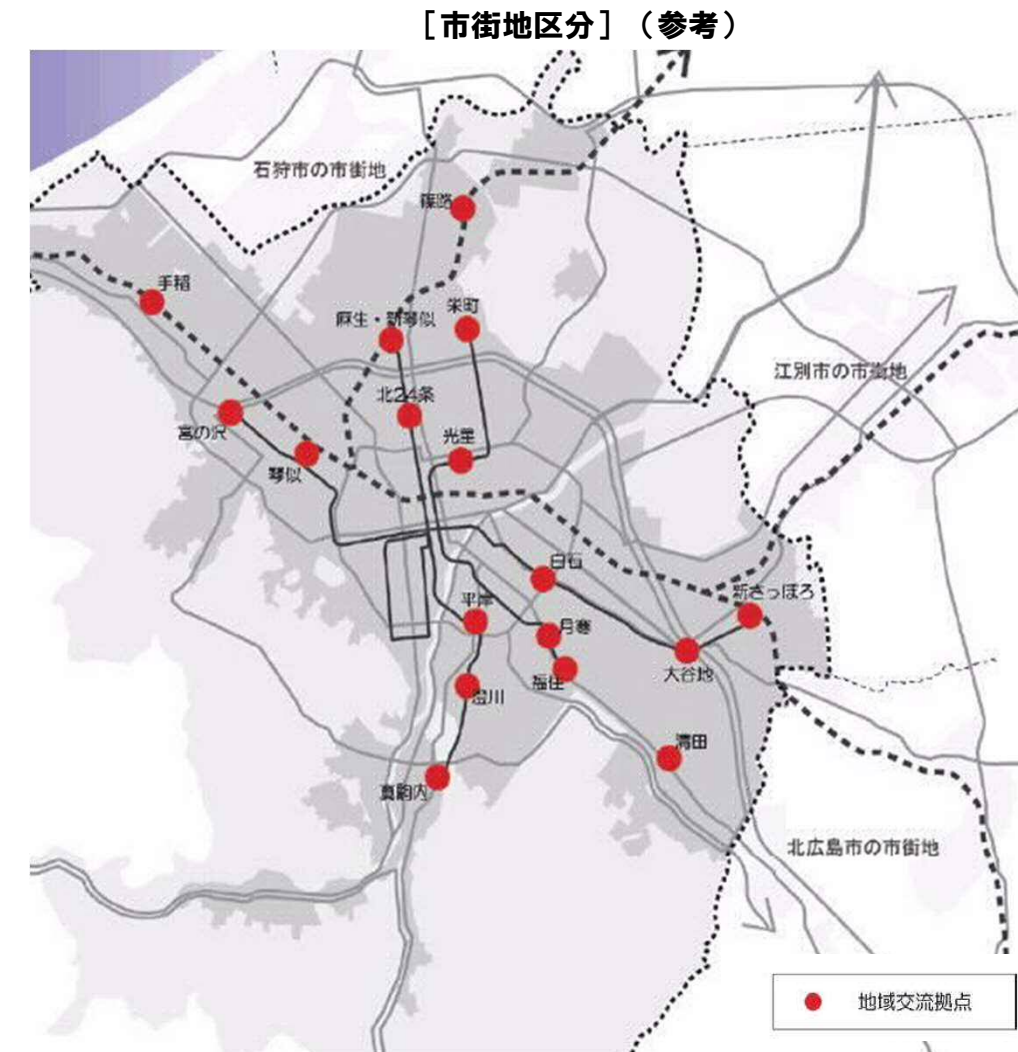 ［市街地区分］（参考）
石狩市の市街地
篠路
手稲
栄町
麻生・新琴似
江別市の市街地
北24条
宮の沢
光星
琴似
白石
新さっぽろ
平岸
月寒
大谷地
福住
澄川
清田
真駒内
北広島市の市街地
地域交流拠点